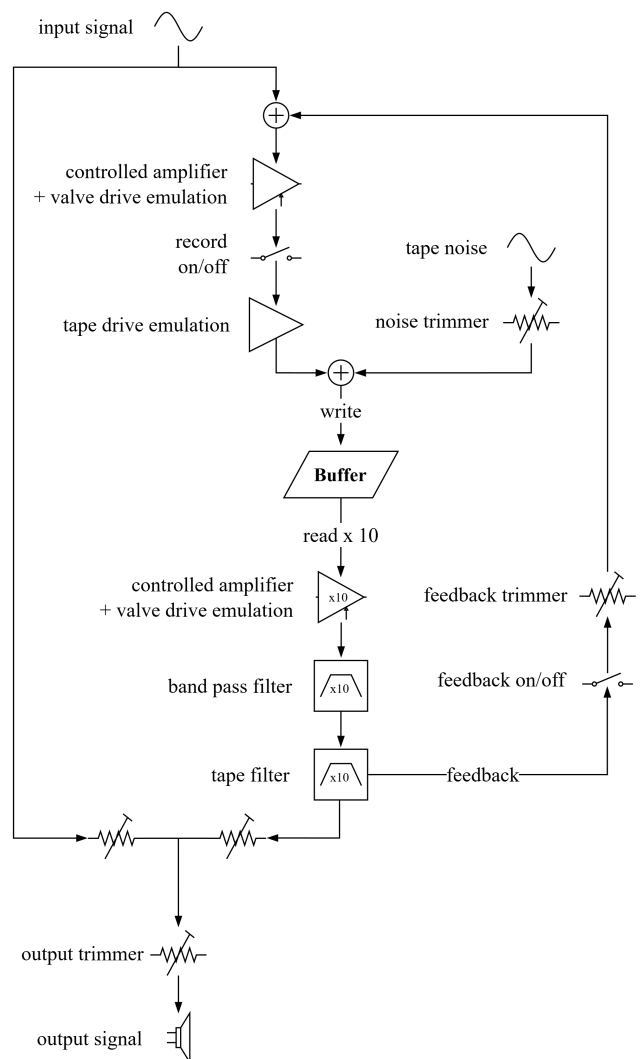 input signal
controlled amplifier
+ valve drive emulation
record
on/off
tape noise
tape drive emulation
noise trimmer
write
Buffer
read x 10
controlled amplifier
+ valve drive emulation
x10
feedback trimmer
band pass filter
x10
feedback on/off
tape filter
x10
feedback
output trimmer
output signal